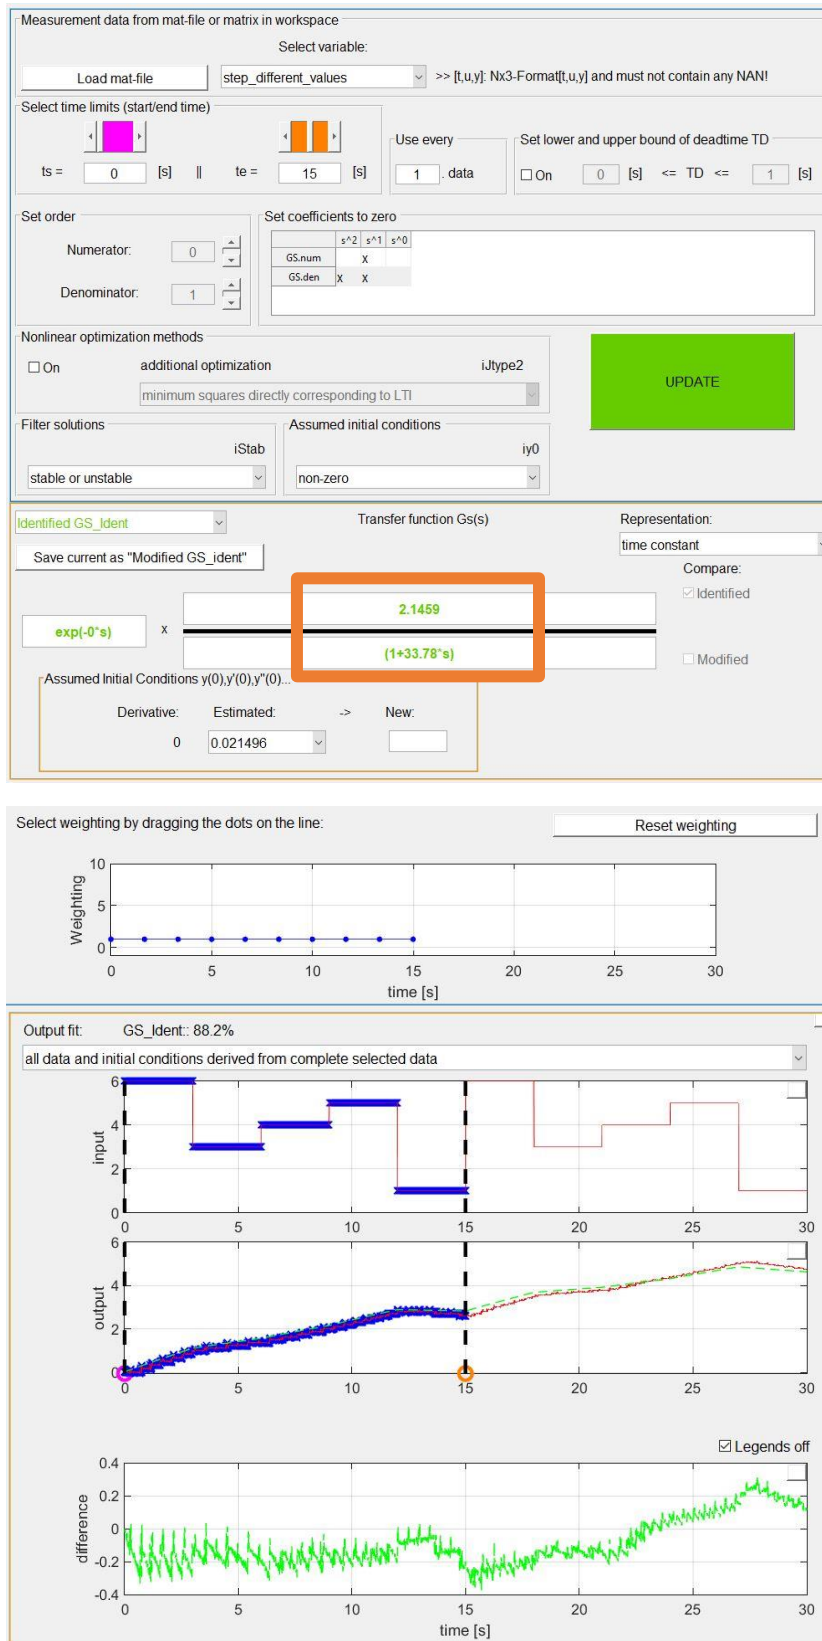 Measurement data from mat-file or matrix in workspace
Select variable:
Load mat-file step_different_values >> [t,u,y]: Nx3-Format[t,u,y] and must not contain any NAN!
Select time limits (start/end time)
Use every Set lower and upper bound of deadtime TD
ts = 0 [s] || te = 15 [s] 1 . data On 0 [s] <= TD <= 1 [s]
Set order Set coefficients to zero
s^2 s^1 s^0
Numerator: 0 GS.num x
GS.den x x
Denominator: 1
Nonlinear optimization methods
On additional optimization iJtype2
minimum squares directly corresponding to LTI
UPDATE
Filter solutions Assumed initial conditions
iStab iy0
stable or unstable non-zero
Identified GS_Ident Transfer function Gs(s) Representation:
time constant
Save current as "Modified GS_ident"
Compare:
Identified
2.1459
exp(-0*s) x
(1+33.78*s)
Modified
Assumed Initial Conditions y(0),y'(0),y''(0)...
Derivative: Estimated: -> New:
0 0.021496
Select weighting by dragging the dots on the line:
Reset weighting
10
5
0
Weighting
0 5 10 15 20 25 30
time [s]
Output fit: GS_Ident:: 88.2%
all data and initial conditions derived from complete selected data
6
4
2
0
input
0 5 10 15 20 25 30
6
4
2
0
output
0 5 10 15 20 25 30
Legends off
0.4
0.2
0
-0.2
-0.4
difference
0 5 10 15 20 25 30
time [s]